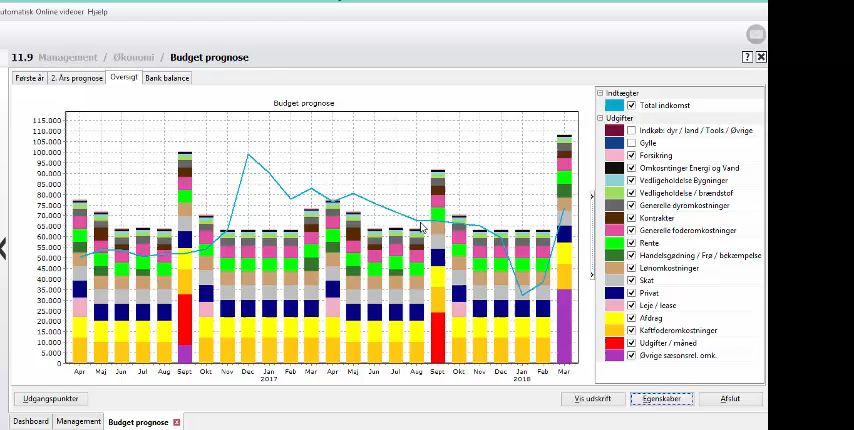 utomatisk Online videoer Hjælp
11.9 Management / Økonomi / Budget prognose
Første år 2. Års prognose Oversigt Bank balance
Budget prognose
115.000
110.000
105.000
100.000
95.000
90.000
85.000
80.000
75.000
70.000
65.000
60.000
55.000
50.000
45.000
40.000
35.000
30.000
25.000
20.000
15.000
10.000
5.000
0
Apr Maj Jun Jul Aug Sept Okt Nov Dec Jan Feb Mar Apr Maj Jun Jul Aug Sept Okt Nov Dec Jan Feb Mar
2017 2018
Indtægter
Total indkomst
Udgifter
Indkøb: dyr / land / Tools / Øvrige
Gylle
Forsikring
Omkosntninger Energi og Vand
Vedligeholdelse Bygninger
Vedligeholdelse / brændstof
Generelle dyromkostninger
Kontrakter
Generelle foderomkostninger
Rente
Handelsgødning / Frø / bekæmpelse
Lønomkostninger
Skat
Privat
Leje / lease
Afdrag
Kaftfoderomkostninger
Udgifter / måned
Øvrige sæsonsrel. omk.
Udgangspunkter Vis udskrift Egenskaber Afslut
Dashboard Management Budget prognose